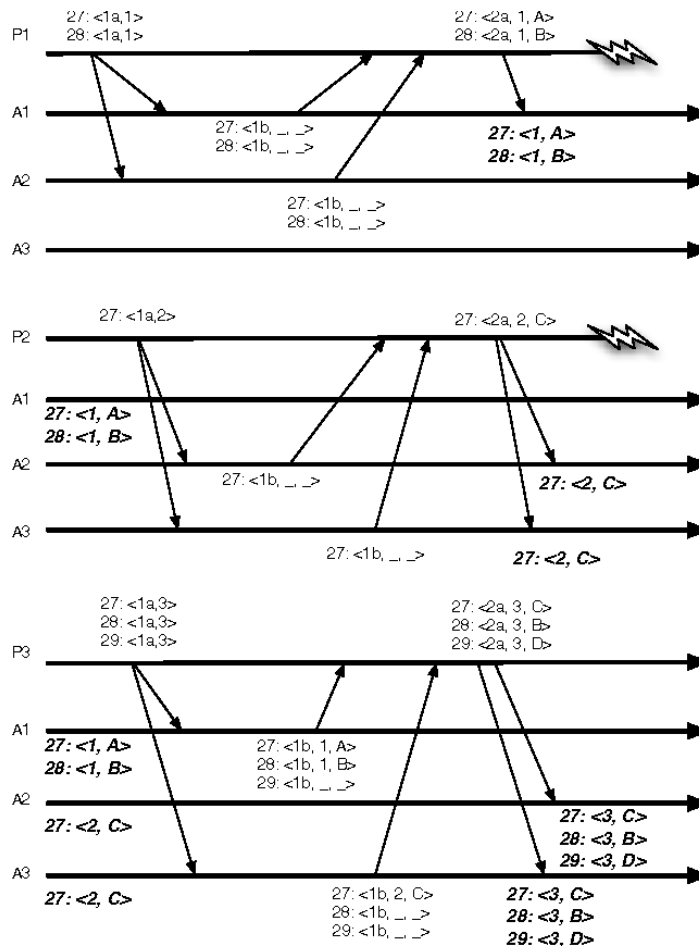 27: <1a,1>
28: <1a,1>
27: <2a, 1, A>
28: <2a, 1, B>
P1
A1
27: <1b, _, _>
28: <1b, _, _>
27: <1, A>
28: <1, B>
A2
27: <1b, _, _>
28: <1b, _, _>
A3
27: <1a,2>
27: <2a, 2, C>
P2
A1
27: <1, A>
28: <1, B>
A2
27: <1b, _, _>
27: <2, C>
A3
27: <1b, _, _>
27: <2, C>
27: <1a,3>
28: <1a,3>
29: <1a,3>
27: <2a, 3, C>
28: <2a, 3, B>
29: <2a, 3, D>
P3
A1
27: <1, A>
28: <1, B>
27: <1b, 1, A>
28: <1b, 1, B>
29: <1b, _, _>
A2
27: <2, C>
27: <3, C>
28: <3, B>
29: <3, D>
A3
27: <2, C>
27: <1b, 2, C>
28: <1b, _, _>
29: <1b, _, _>
27: <3, C>
28: <3, B>
29: <3, D>